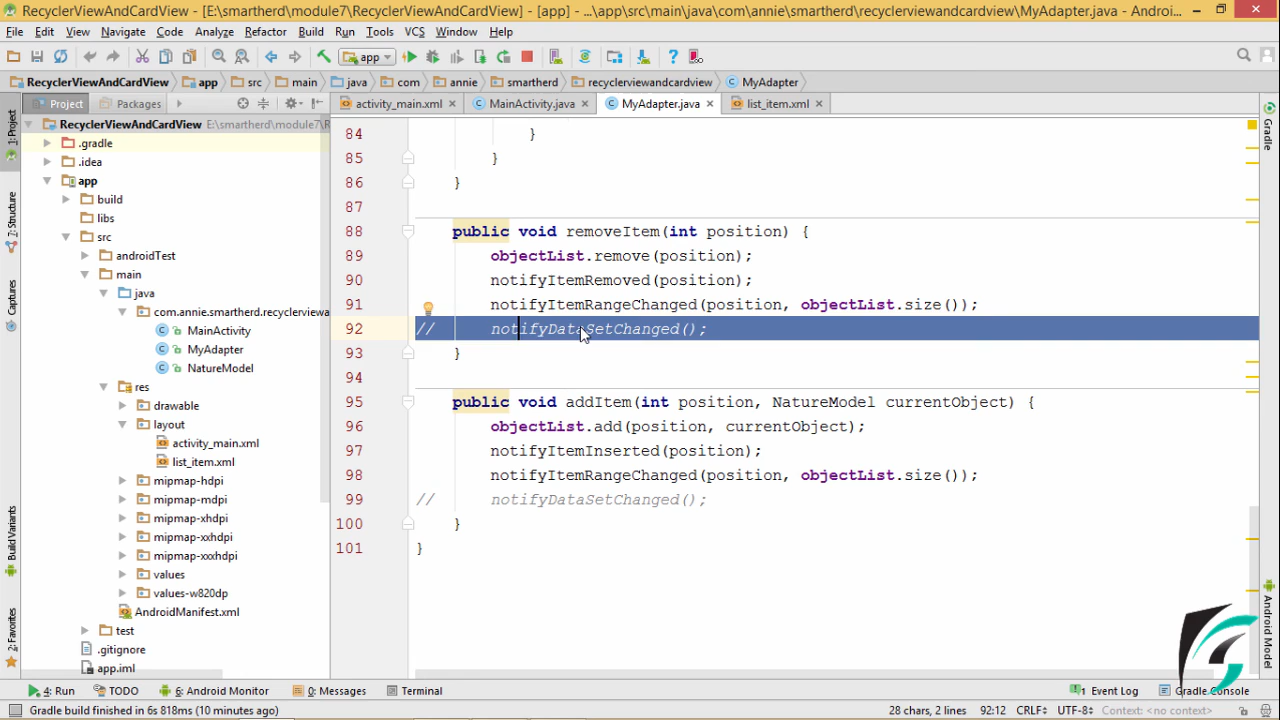 RecyclerViewAndCardView - [E:\smartherd\module7\RecyclerViewAndCardView] - [app] - ...\app\src\main\java\com\annie\smartherd\recyclerviewandcardview\MyAdapter.java - Androi...
File Edit View Navigate Code Analyze Refactor Build Run Tools VCS Window Help
app
RecyclerViewAndCardView app src main java com annie smartherd recyclerviewandcardview MyAdapter
Project Packages activity_main.xml MainActivity.java MyAdapter.java list_item.xml
1: Project
7: Structure
Captures
Build Variants
2: Favorites
RecyclerViewAndCardView E:\smartherd\module7\R
.gradle
.idea
app
build
libs
src
androidTest
main
java
com.annie.smartherd.recyclerviewa
MainActivity
MyAdapter
NatureModel
res
drawable
layout
activity_main.xml
list_item.xml
mipmap-hdpi
mipmap-mdpi
mipmap-xhdpi
mipmap-xxhdpi
mipmap-xxxhdpi
values
values-w820dp
AndroidManifest.xml
test
.gitignore
app.iml
84 }
85 }
86 }
87
88 public void removeItem(int position) {
89 objectList.remove(position);
90 notifyItemRemoved(position);
91 notifyItemRangeChanged(position, objectList.size());
92 // notifyDataSetChanged();
93 }
94
95 public void addItem(int position, NatureModel currentObject) {
96 objectList.add(position, currentObject);
97 notifyItemInserted(position);
98 notifyItemRangeChanged(position, objectList.size());
99 // notifyDataSetChanged();
100 }
101 }
Gradle
Android Model
4: Run TODO 6: Android Monitor 0: Messages Terminal 1 Event Log Gradle Console
Gradle build finished in 6s 818ms (10 minutes ago) 28 chars, 2 lines 92:12 CRLF UTF-8 Context: <no context>